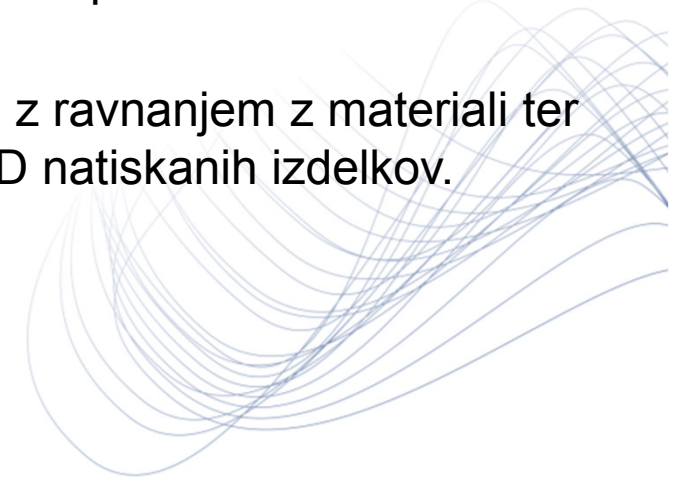 z ravnanjem z materiali ter
D natiskanih izdelkov.